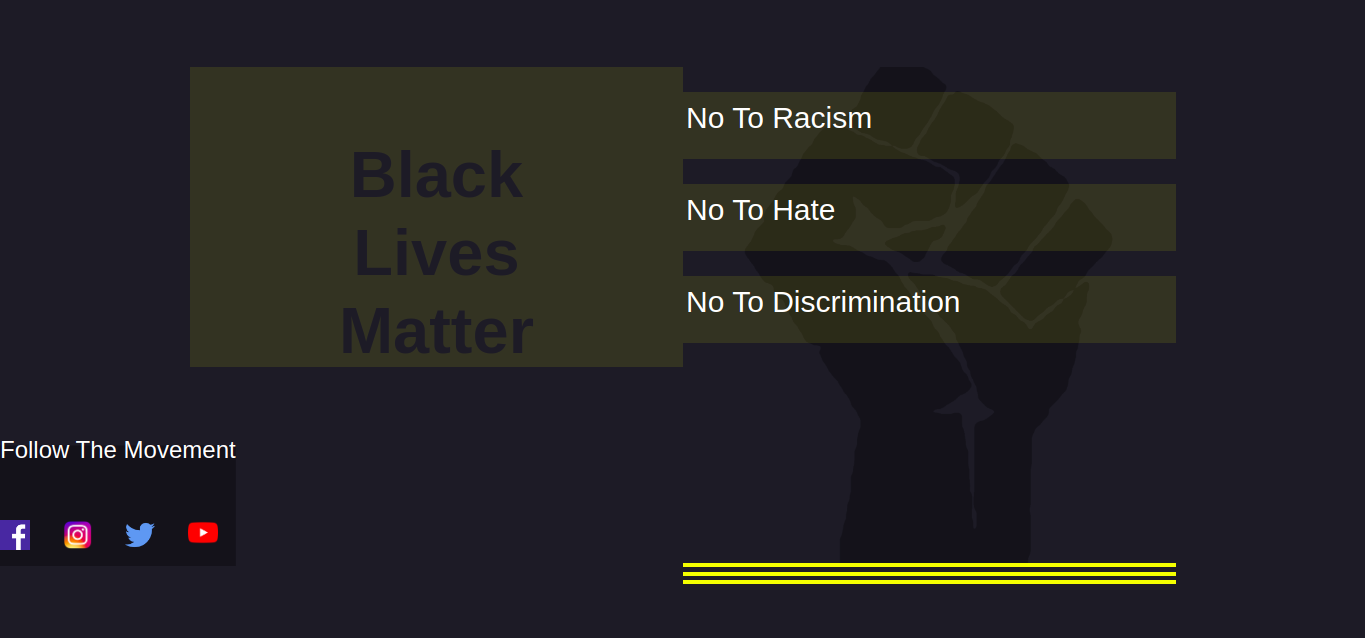 Black
Lives
Matter
No To Racism
No To Hate
No To Discrimination
Follow The Movement